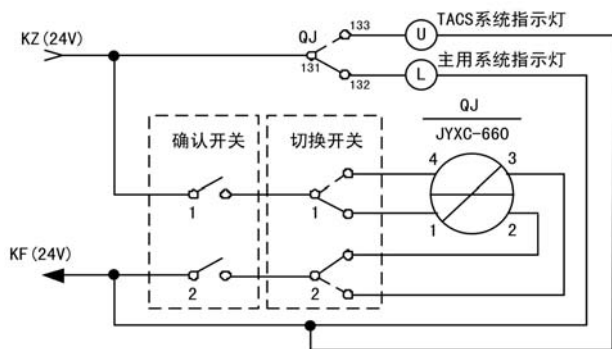 KZ(24V)
QJ
131
133
U
TACS系统指示灯
132
L
主用系统指示灯
QJ
JYXC-660
确认开关
切换开关
4
3
1
1
1
2
KF(24V)
2
2